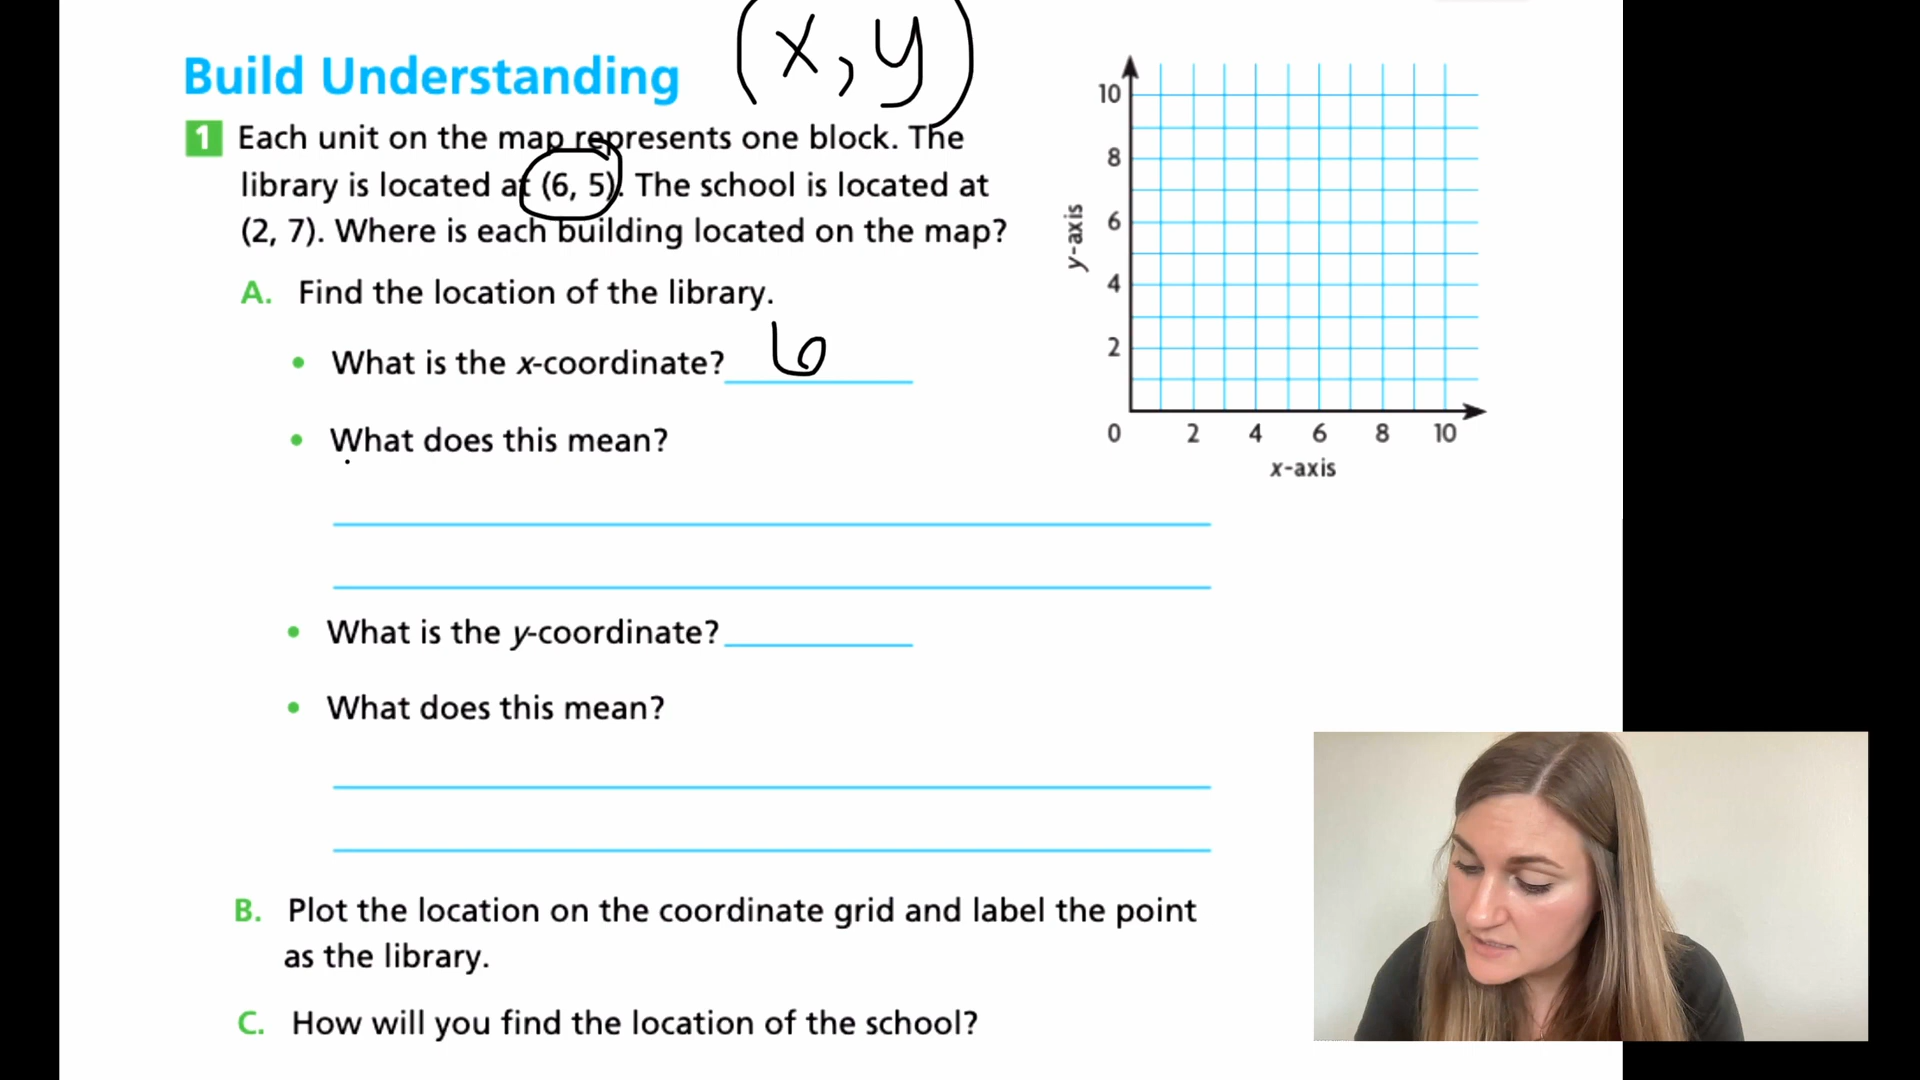 (x, y)
Build Understanding
1 Each unit on the map represents one block. The
library is located at (6, 5). The school is located at
(2, 7). Where is each building located on the map?
A. Find the location of the library.
• What is the x-coordinate? 6
• What does this mean?
• What is the y-coordinate?
• What does this mean?
B. Plot the location on the coordinate grid and label the point
as the library.
C. How will you find the location of the school?
10
8
6
4
2
y-axis
0 2 4 6 8 10
x-axis